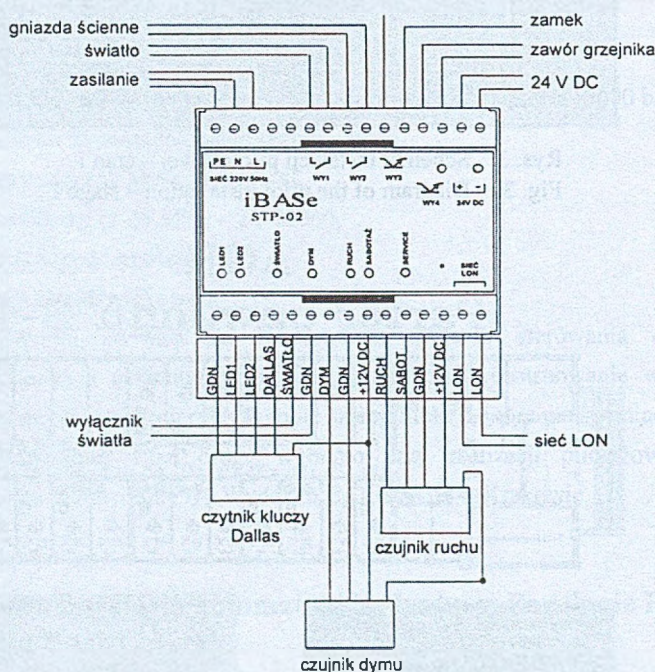 gniazda ścienne
światło
zasilanie
zamek
zawór grzejnika
24 V DC
PE L
SIEĆ 220V 50Hz
WY1 WY2 WY3
WY4
+ -
24V DC
iBASe
STP-02
LED1
LED2
ŚWIATŁO
DYM
RUCH
SABOTAŻ
SERVICE
SIEĆ
LON
GDN
LED1
LED2
DALLAS
ŚWIATŁO
GDN
DYM
GDN
+12V DC
RUCH
SABOT
GDN
+12V DC
LON
LON
wyłącznik
światła
sieć LON
czytnik kluczy
Dallas
czujnik ruchu
czujnik dymu